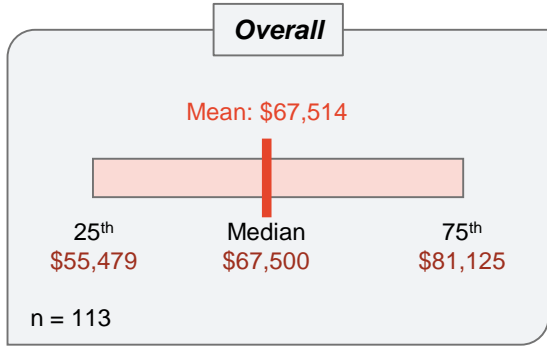 Overall
Mean: $67,514
25th Median 75th
$55,479 $67,500 $81,125
n = 113